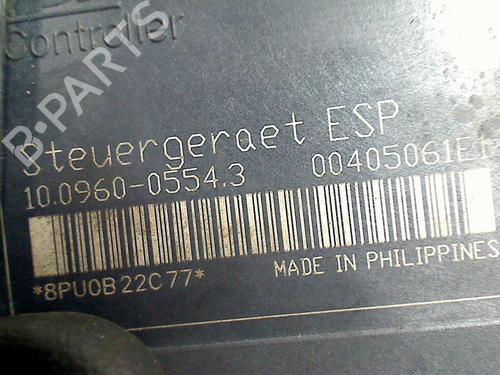 Controller
B-PARTS
Steuergeraet ESP
10.0960-0554.3 00405061E1
*8PU0B22C77*
MADE IN PHILIPPINES